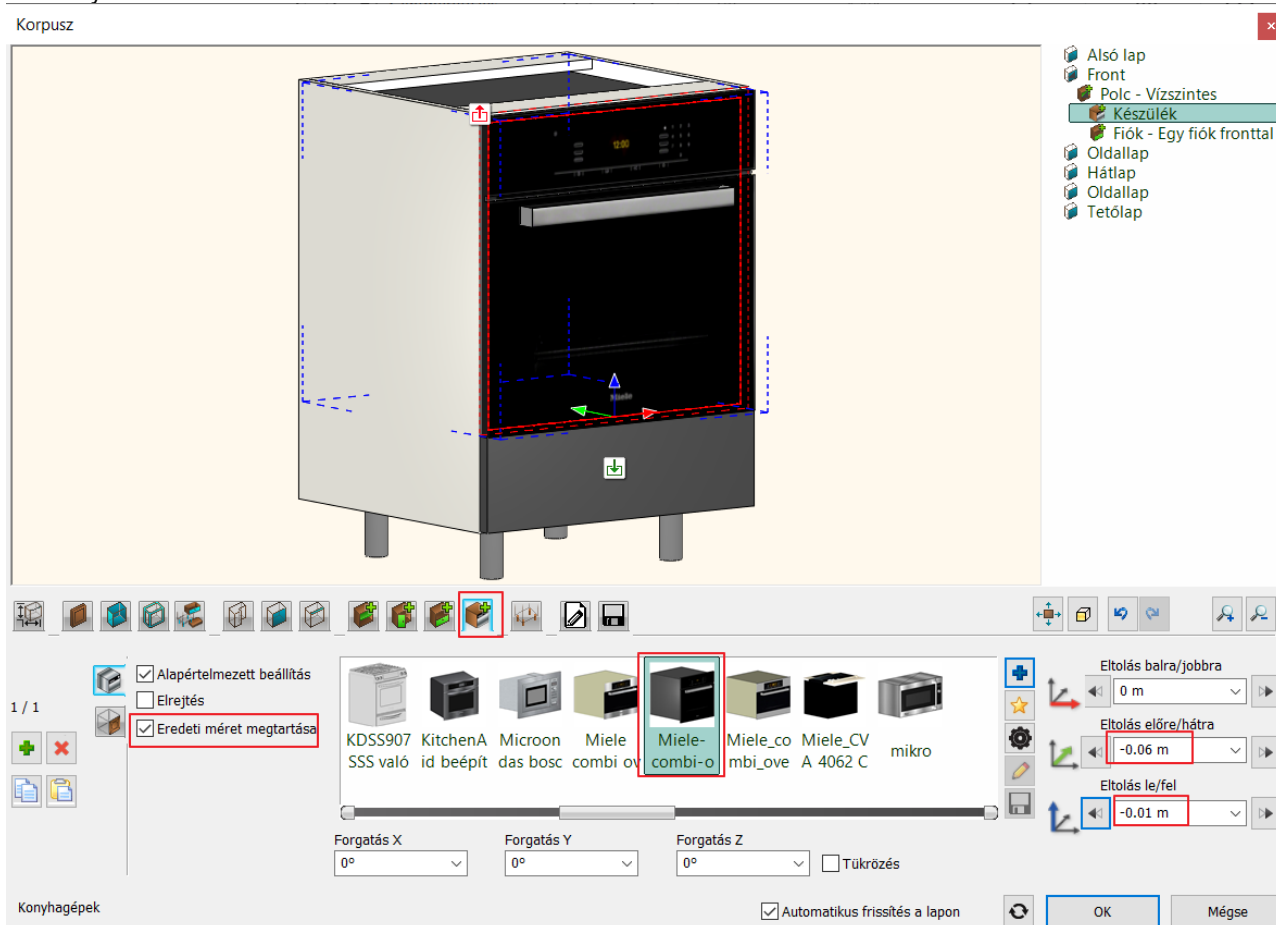 Korpusz
Alsó lap
Front
Polc - Vízszintes
Készülék
Fiók - Egy fiók fronttal
Oldallap
Hátlap
Oldallap
Tetőlap
12:00
Miele
1 / 1
Alapértelmezett beállítás
Elrejtés
Eredeti méret megtartása
KDSS907
SSS való
KitchenA
id beépít
Microon
das bosc
Miele
combi ov
Miele-
combi-o
Miele_co
mbi_ove
Miele_CV
A 4062 C
mikro
Forgatás X
0°
Forgatás Y
0°
Forgatás Z
0°
Tükrözés
Eltolás balra/jobbra
0 m
Eltolás előre/hátra
-0.06 m
Eltolás le/fel
-0.01 m
Konyhagépek
Automatikus frissítés a lapon
OK
Mégse